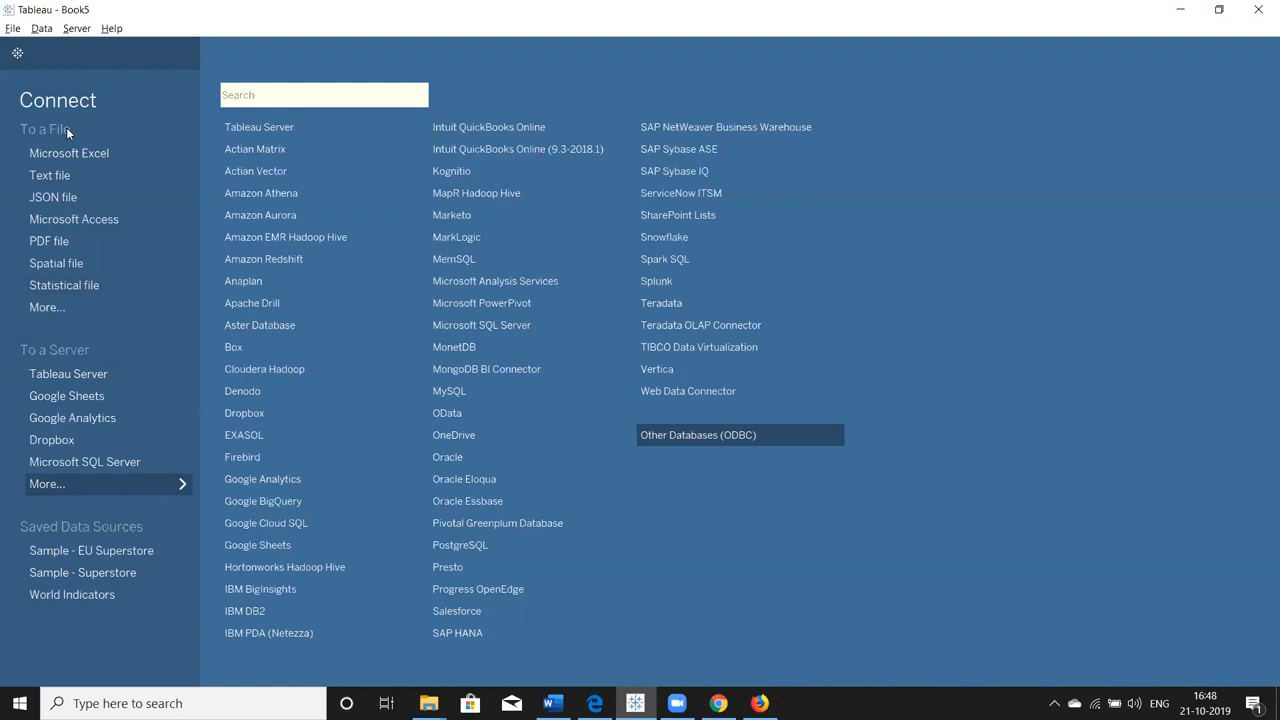 Tableau - Book5
File Data Server Help
Connect
To a File
Microsoft Excel
Text file
JSON file
Microsoft Access
PDF file
Spatial file
Statistical file
More...
To a Server
Tableau Server
Google Sheets
Google Analytics
Dropbox
Microsoft SQL Server
More...
Saved Data Sources
Sample - EU Superstore
Sample - Superstore
World Indicators
Search
Tableau Server
Actian Matrix
Actian Vector
Amazon Athena
Amazon Aurora
Amazon EMR Hadoop Hive
Amazon Redshift
Anaplan
Apache Drill
Aster Database
Box
Cloudera Hadoop
Denodo
Dropbox
EXASOL
Firebird
Google Analytics
Google BigQuery
Google Cloud SQL
Google Sheets
Hortonworks Hadoop Hive
IBM BigInsights
IBM DB2
IBM PDA (Netezza)
Intuit QuickBooks Online
Intuit QuickBooks Online (9.3-2018.1)
Kognitio
MapR Hadoop Hive
Marketo
MarkLogic
MemSQL
Microsoft Analysis Services
Microsoft PowerPivot
Microsoft SQL Server
MonetDB
MongoDB BI Connector
MySQL
OData
OneDrive
Oracle
Oracle Eloqua
Oracle Essbase
Pivotal Greenplum Database
PostgreSQL
Presto
Progress OpenEdge
Salesforce
SAP HANA
SAP NetWeaver Business Warehouse
SAP Sybase ASE
SAP Sybase IQ
ServiceNow ITSM
SharePoint Lists
Snowflake
Spark SQL
Splunk
Teradata
Teradata OLAP Connector
TIBCO Data Virtualization
Vertica
Web Data Connector
Other Databases (ODBC)
Type here to search
ENG
16:48
21-10-2019
1